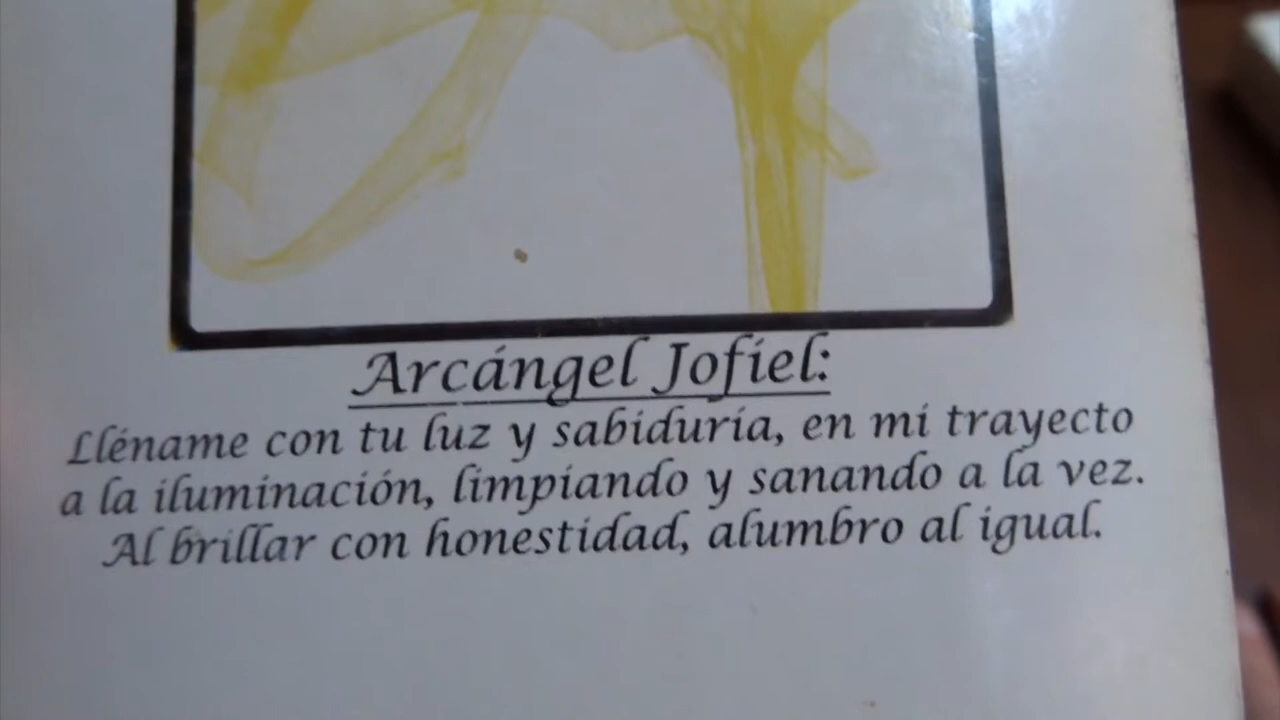 Arcángel Jofiel:
Lléname con tu luz y sabiduría, en mi trayecto
a la iluminación, limpiando y sanando a la vez.
Al brillar con honestidad, alumbro al igual.